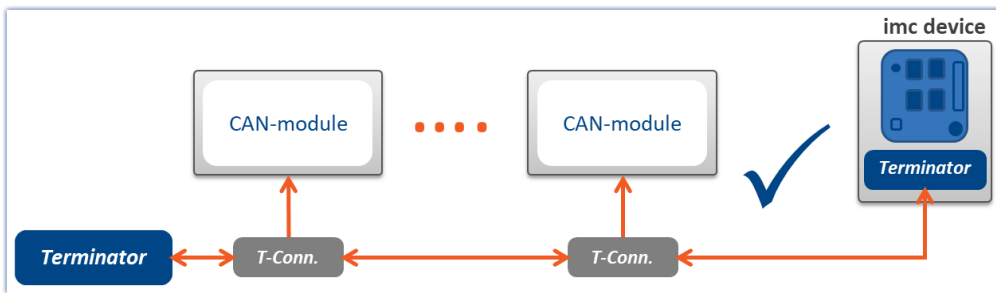 imc device
CAN-module
CAN-module
Terminator
Terminator
T-Conn.
T-Conn.